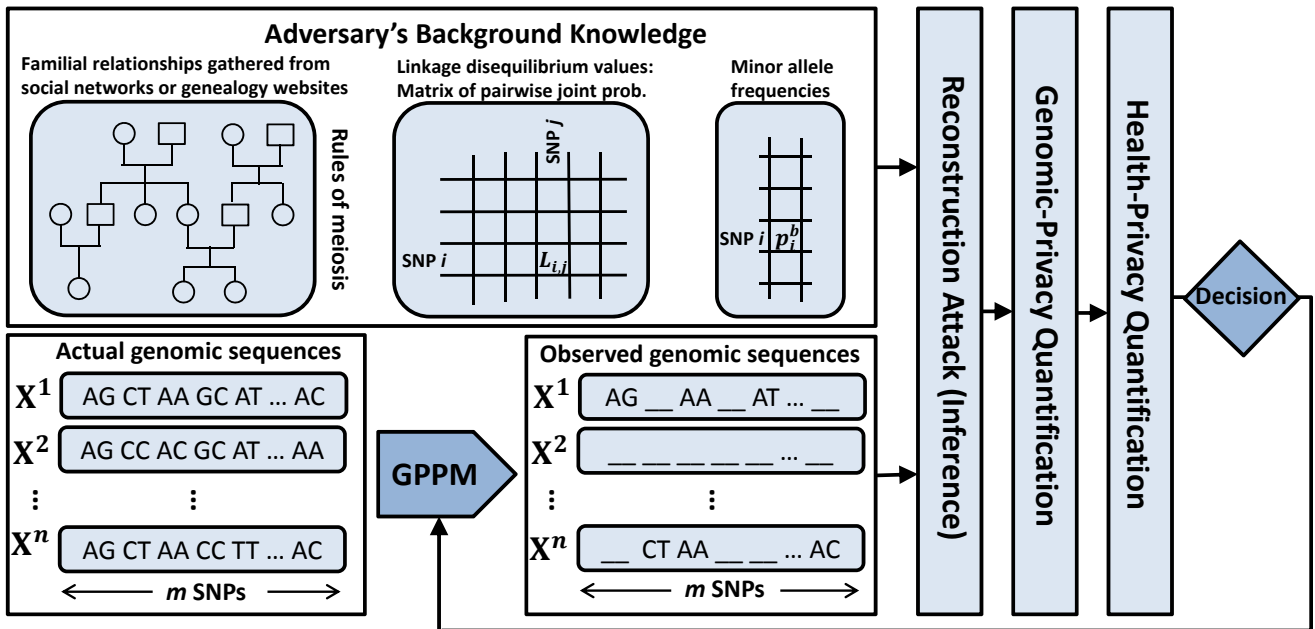 Adversary's Background Knowledge
Familial relationships gathered from
social networks or genealogy websites
Rules of meiosis
Linkage disequilibrium values:
Matrix of pairwise joint prob.
SNP j
SNP i
L_{i,j}
Minor allele
frequencies
SNP i
p_i^b
Actual genomic sequences
X^1 AG CT AA GC AT ... AC
X^2 AG CC AC GC AT ... AA
⋮ ⋮
X^n AG CT AA CC TT ... AC
m SNPs
GPPM
Observed genomic sequences
X^1 AG __ AA __ AT ... __
X^2 __ __ __ __ __ ... __
⋮ ⋮
X^n __ CT AA __ __ ... AC
m SNPs
Reconstruction Attack (Inference)
Genomic-Privacy Quantification
Health-Privacy Quantification
Decision